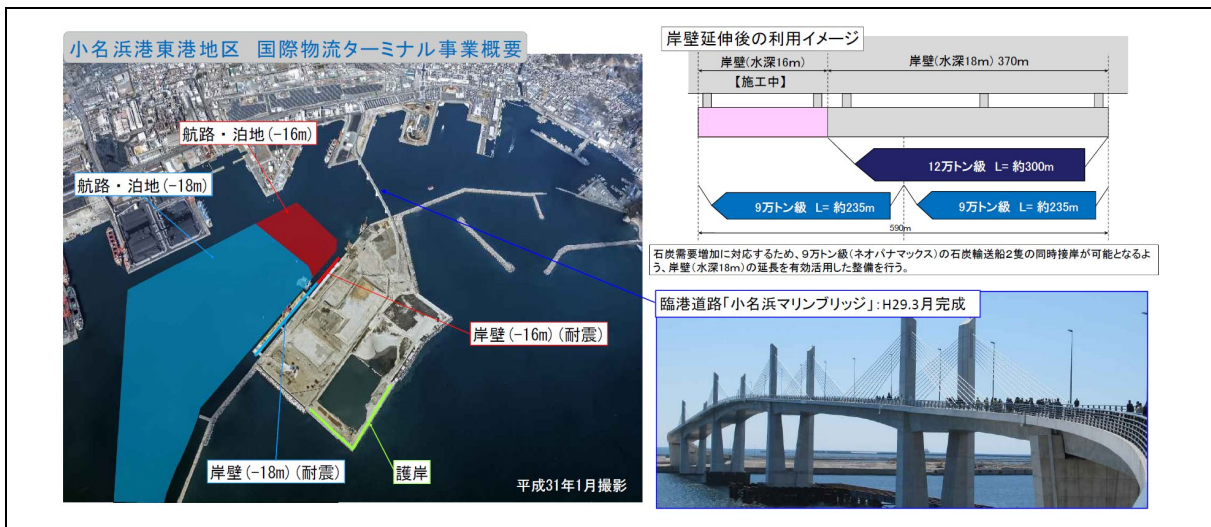 小名浜港東港地区 国際物流ターミナル事業概要
航路・泊地(-16m)
航路・泊地(-18m)
岸壁(-16m)(耐震)
岸壁(-18m)(耐震)
護岸
平成31年1月撮影
岸壁延伸後の利用イメージ
岸壁(水深16m)
岸壁(水深18m) 370m
【施工中】
12万トン級 L= 約300m
9万トン級 L= 約235m
9万トン級 L= 約235m
590m
石炭需要増加に対応するため、9万トン級(ネオパナマックス)の石炭輸送船2隻の同時接岸が可能となるよ
う、岸壁(水深18m)の延長を有効活用した整備を行う。
臨港道路「小名浜マリンブリッジ」:H29.3月完成